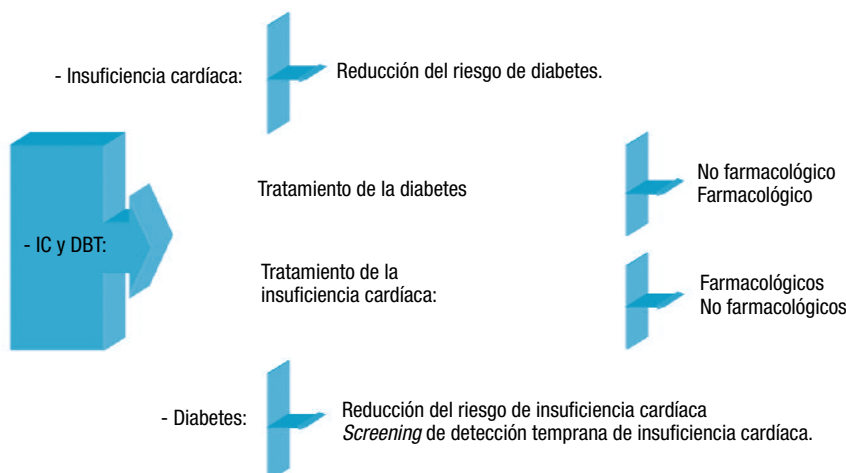 - Insuficiencia cardíaca:
Reducción del riesgo de diabetes.
- IC y DBT:
Tratamiento de la diabetes
No farmacológico
Farmacológico
Tratamiento de la
insuficiencia cardíaca:
Farmacológicos
No farmacológicos
- Diabetes:
Reducción del riesgo de insuficiencia cardíaca
Screening de detección temprana de insuficiencia cardíaca.